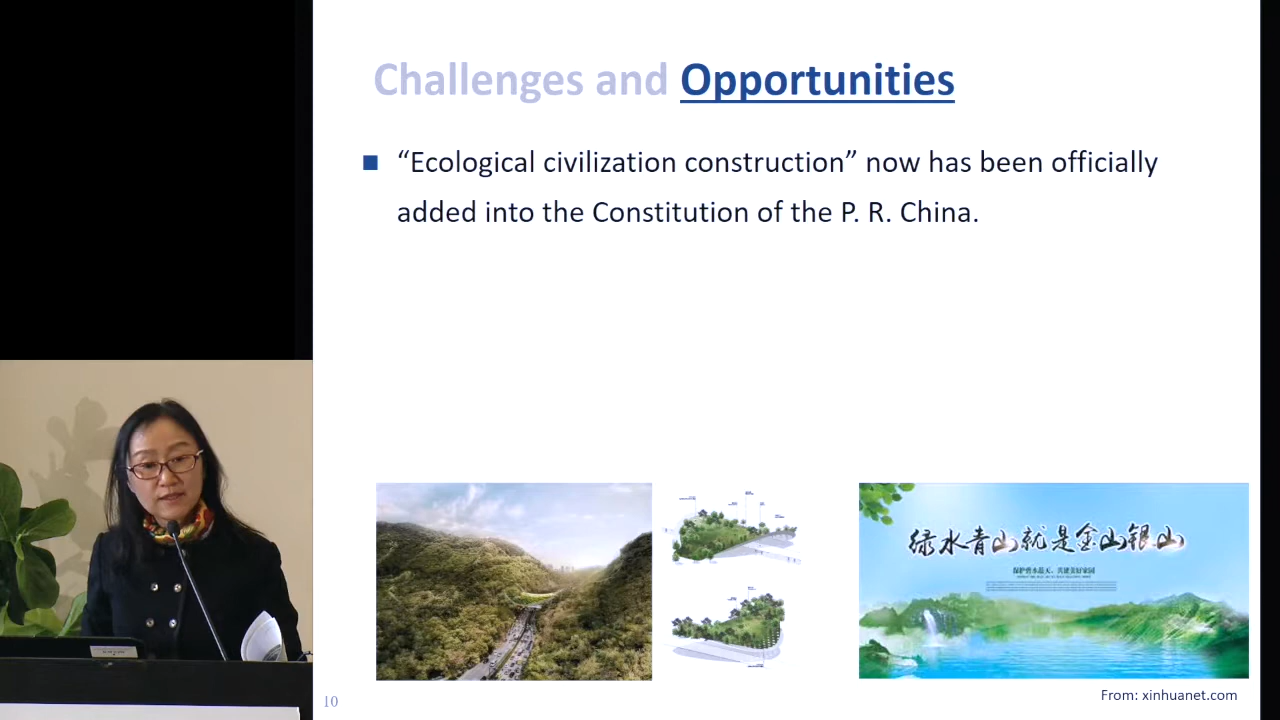 Challenges and Opportunities
“Ecological civilization construction” now has been officially
added into the Constitution of the P. R. China.
绿水青山就是金山银山
保护碧水蓝天，共建美好家园
From: xinhuanet.com
10